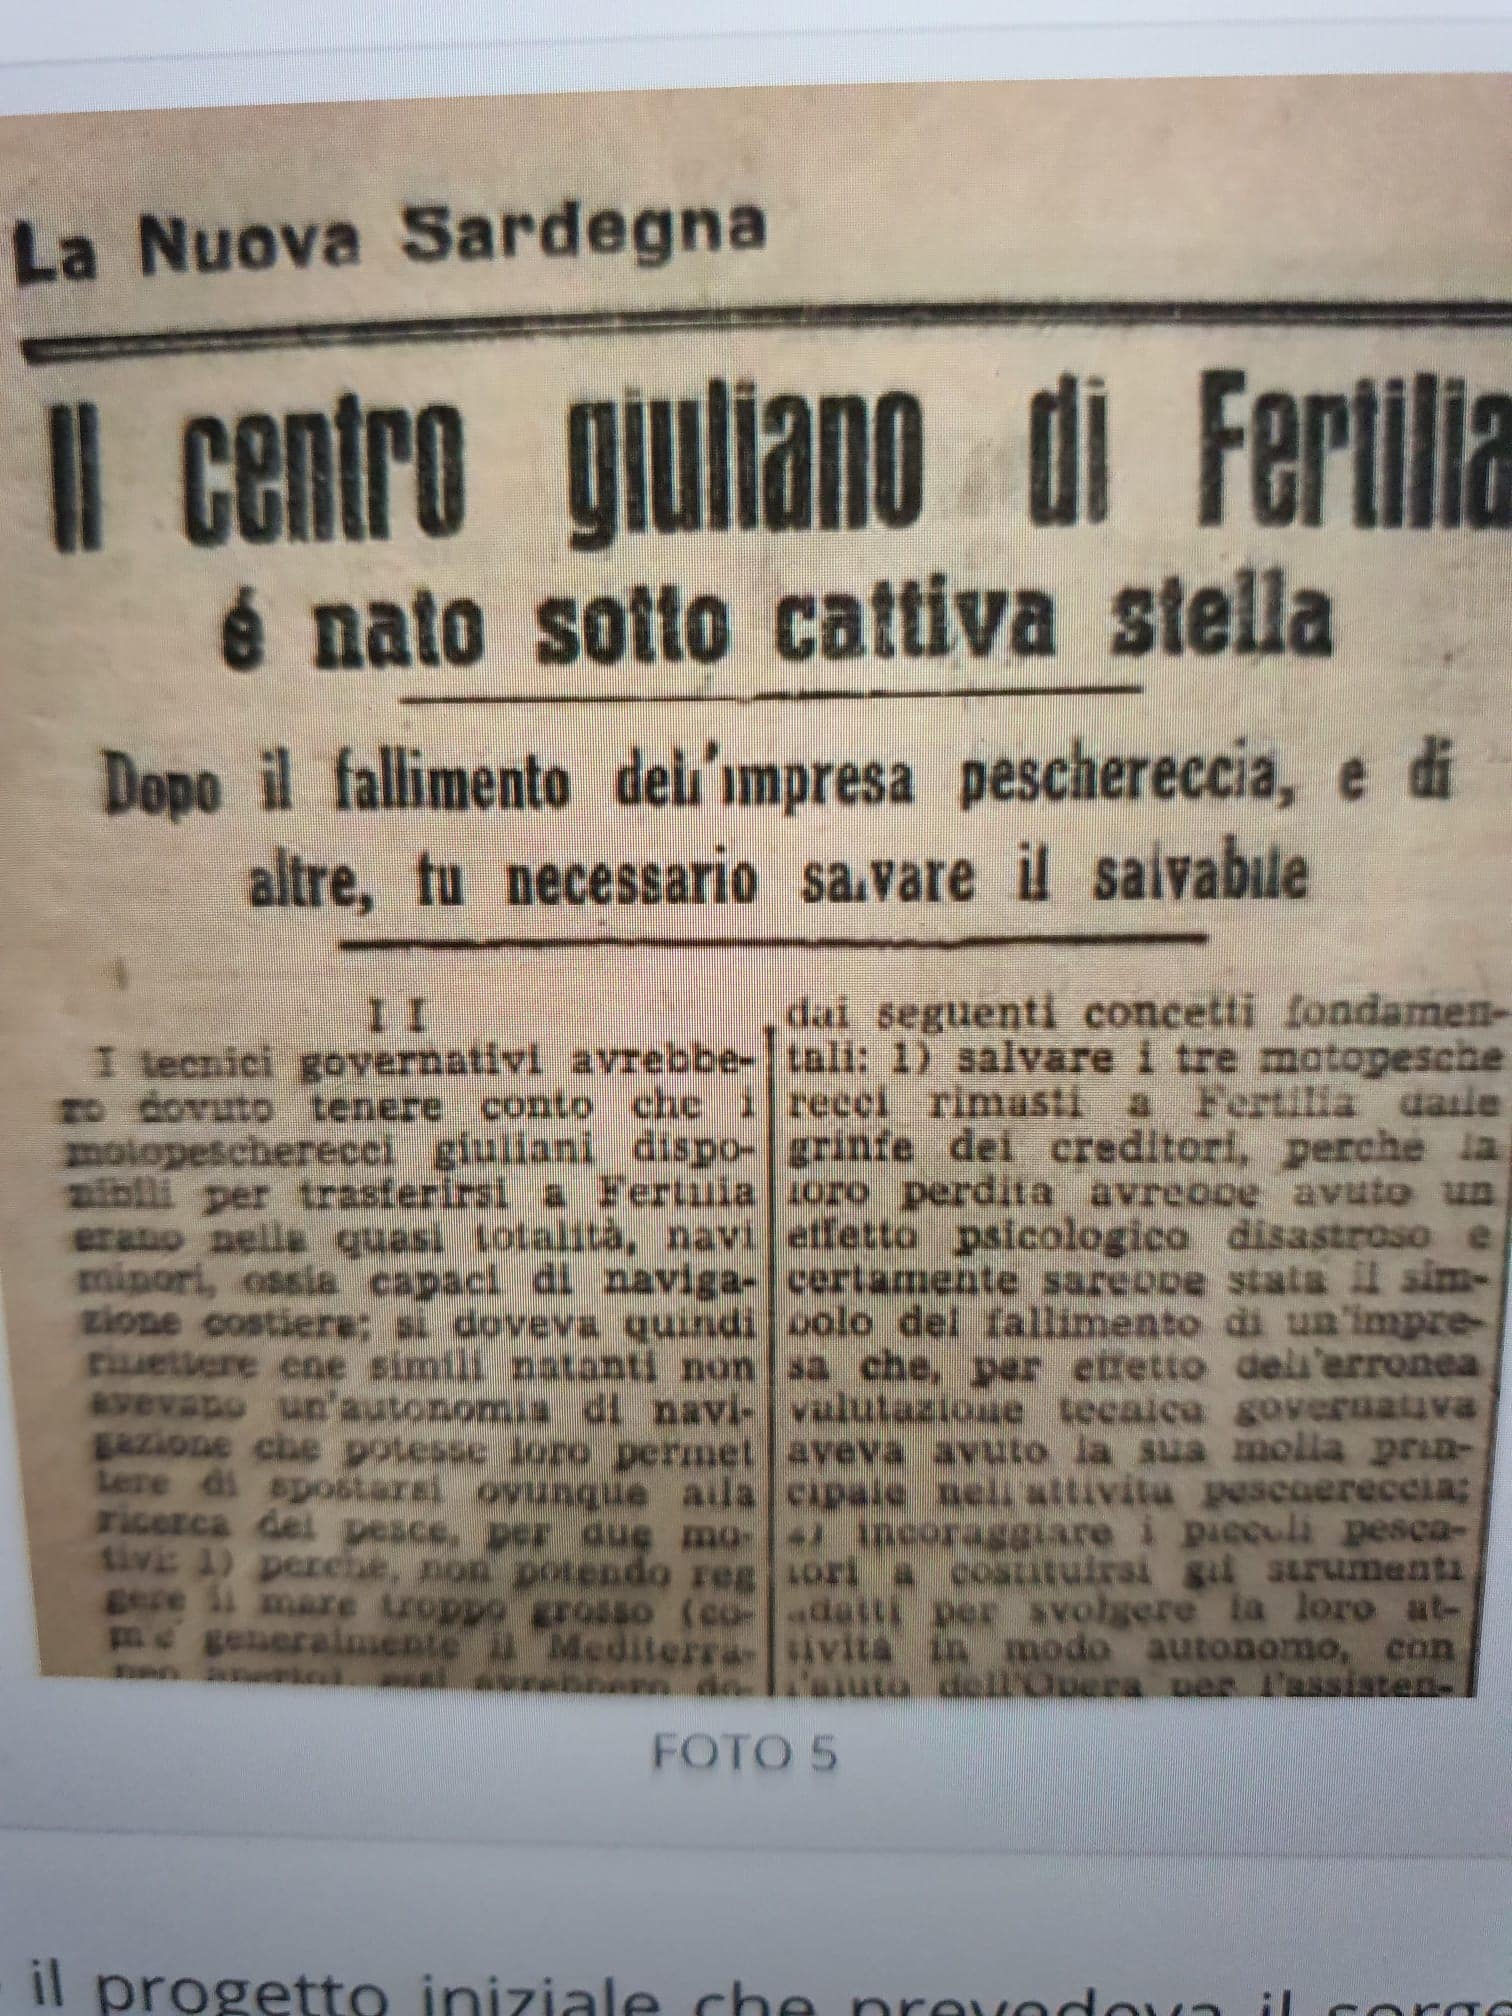 La Nuova Sardegna
Il centro giuliano di Fertilia
é nato sotto cattiva stella
Dopo il fallimento dell'impresa peschereccia, e di
altre, fu necessario salvare il salvabile
II
I tecnici governativi avrebbe-
ro dovuto tenere conto che i
motopescherecci giuliani dispo-
nibili per trasferirsi a Fertilia
erano nella quasi totalità, navi
minori, ossia capaci di naviga-
zione costiera; si doveva quindi
riflettere che simili natanti non
avevano un'autonomia di navi-
gazione che potesse loro permet
tere di spostarsi ovunque alla
ricerca del pesce, per due mo-
tivi: 1) perchè, non potendo reg
gere il mare troppo grosso (co-
m'è generalmente il Mediterra-
neo aperto) essi avrebbero do-
dai seguenti concetti fondamen-
tali: 1) salvare i tre motopesche
recci rimasti a Fertilia dalle
grinfe dei creditori, perchè la
loro perdita avrebbe avuto un
effetto psicologico disastroso e
certamente sarebbe stata il sim-
bolo del fallimento di un'impre-
sa che, per effetto dell'erronea
valutazione tecnica governativa
aveva avuto la sua molla prin-
cipale nell'attività peschereccia;
incoraggiare i piccoli pesca-
tori a costituirsi gli strumenti
adatti per svolgere la loro at-
tività in modo autonomo, con
l'aiuto dell'Opera per l'assisten-
FOTO 5
il progetto iniziale che prevedeva il